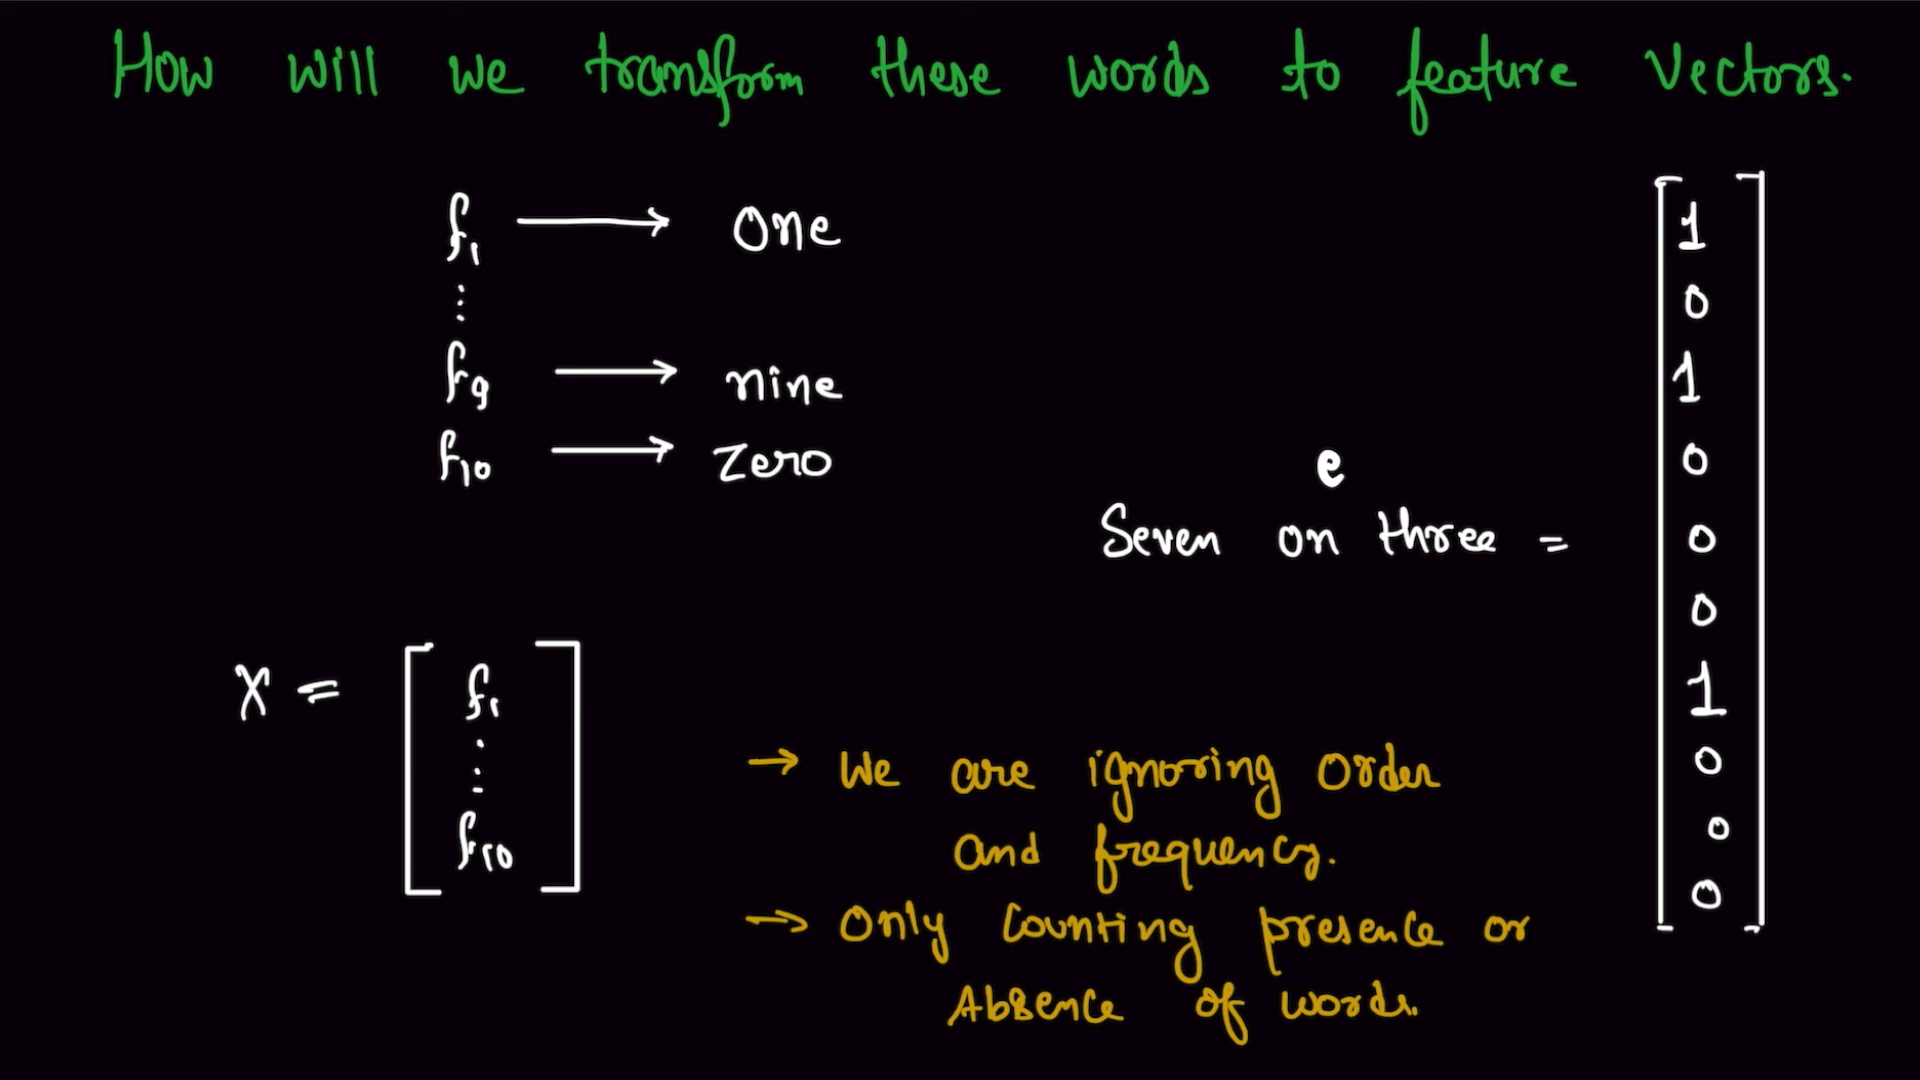 How will we transform these words to feature vectors.
f₁ → One
⋮
f₉ → nine
f₁₀ → Zero
e
Seven on three =
[ 1
0
1
0
0
0
1
0
0
0 ]
X = [ f₁
⋮
f₁₀ ]
→ We are ignoring order
and frequency.
→ Only counting presence or
Absence of words.